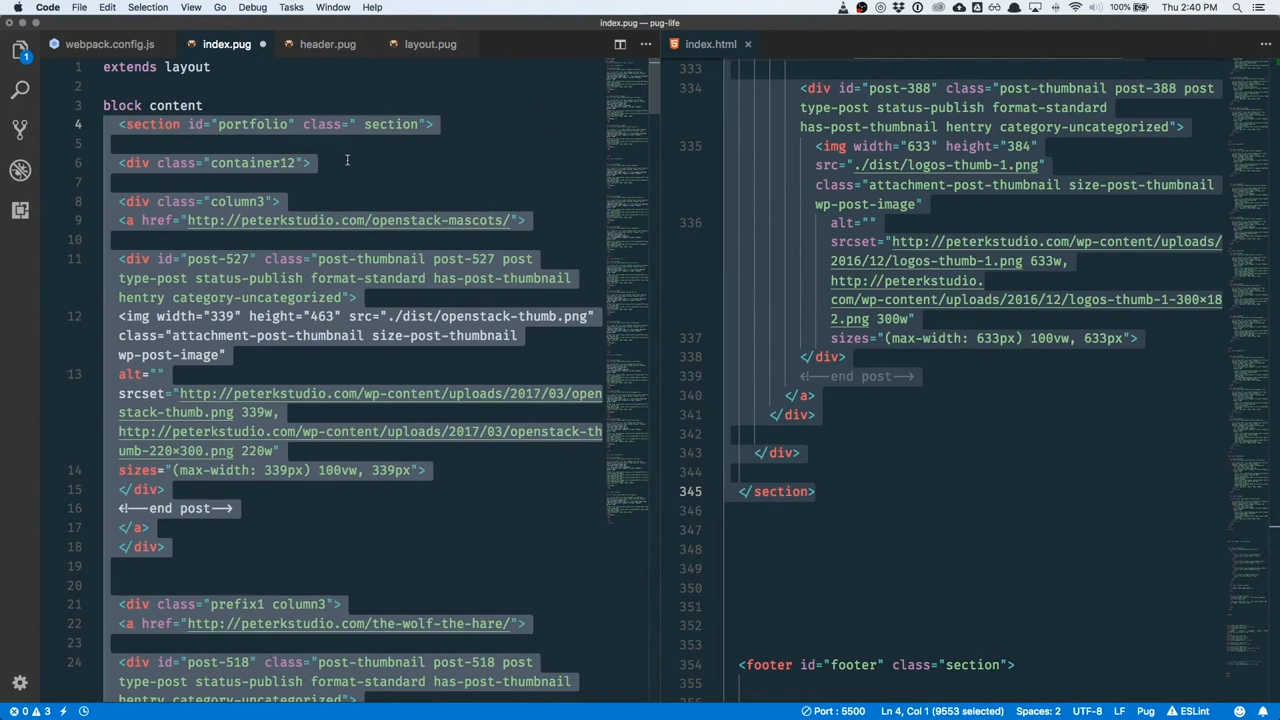 Code File Edit Selection View Go Debug Tasks Window Help 100% Thu 2:40 PM
index.pug — pug-life
webpack.config.js index.pug header.pug layout.pug index.html
1 extends layout
2
3 block content
4 <section id="portfolio" class=" section">
5
6 <div class="container12">
7
8 <div class="column3">
9 <a href="http://peterkstudio.com/openstack-mascots/">
10
11 <div id="post-527" class="post-thumbnail post-527 post
type-post status-publish format-standard has-post-thumbnail
hentry category-uncategorized">
12 <img width="339" height="463" src="./dist/openstack-thumb.png"
class="attachment-post-thumbnail size-post-thumbnail
wp-post-image"
13 alt=""
srcset="http://peterkstudio.com/wp-content/uploads/2017/03/open
stack-thumb.png 339w,
http://peterkstudio.com/wp-content/uploads/2017/03/openstack-th
umb-220×300.png 220w"
14 sizes="(max-width: 339px) 100vw, 339px">
15 </div>
16 <!--end post-->
17 </a>
18 </div>
19
20
21 <div class="prefix1 column3">
22 <a href="http://peterkstudio.com/the-wolf-the-hare/">
23
24 <div id="post-518" class="post-thumbnail post-518 post
type-post status-publish format-standard has-post-thumbnail
hentry category-uncategorized">
333
334 <div id="post-388" class="post-thumbnail post-388 post
type-post status-publish format-standard
has-post-thumbnail hentry category-uncategorized">
335 <img width="633" height="384"
src="./dist/logos-thumb-1.png"
class="attachment-post-thumbnail size-post-thumbnail
wp-post-image"
336 alt=""
srcset="http://peterkstudio.com/wp-content/uploads/
2016/12/logos-thumb-1.png 633w,
http://peterkstudio.
com/wp-content/uploads/2016/12/logos-thumb-1-300×18
2.png 300w"
337 sizes="(max-width: 633px) 100vw, 633px">
338 </div>
339 <!--end post-->
340 </a>
341 </div>
342
343 </div>
344
345 </section>
346
347
348
349
350
351
352
353
354 <footer id="footer" class="section">
355
0 3 Port : 5500 Ln 4, Col 1 (9553 selected) Spaces: 2 UTF-8 LF Pug ESLint